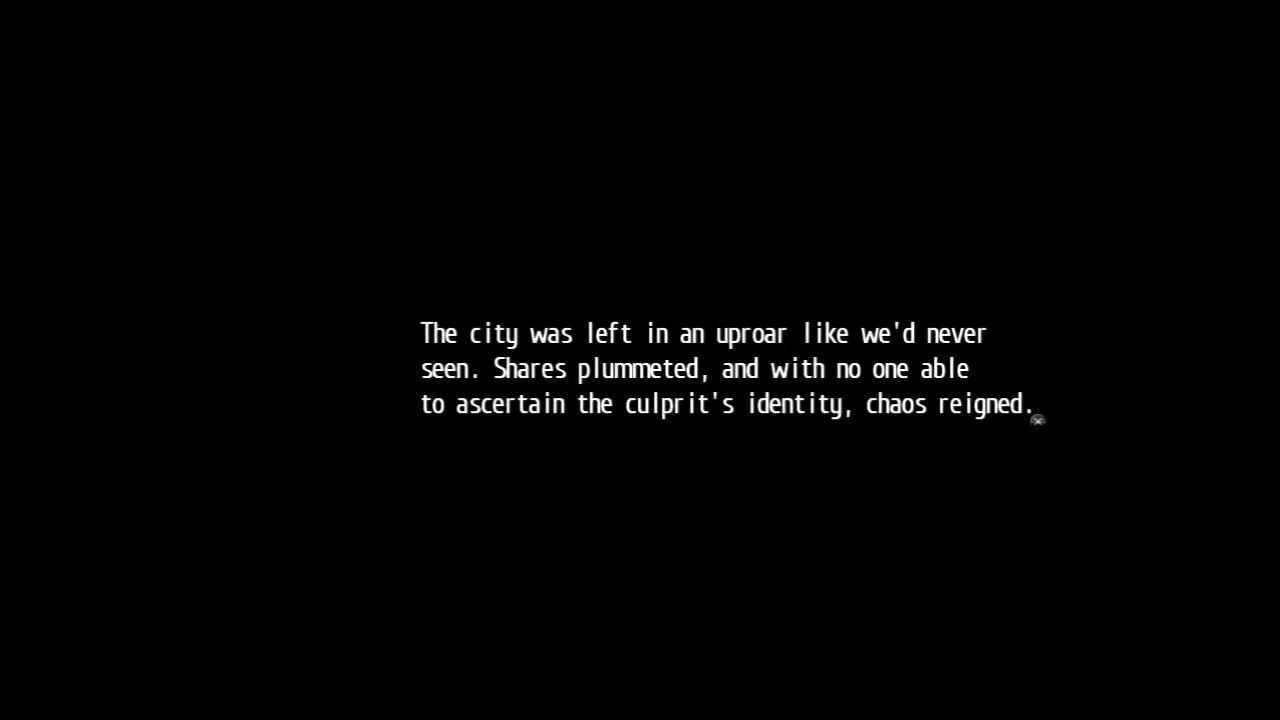 The city was left in an uproar like we'd never
seen. Shares plummeted, and with no one able
to ascertain the culprit's identity, chaos reigned.